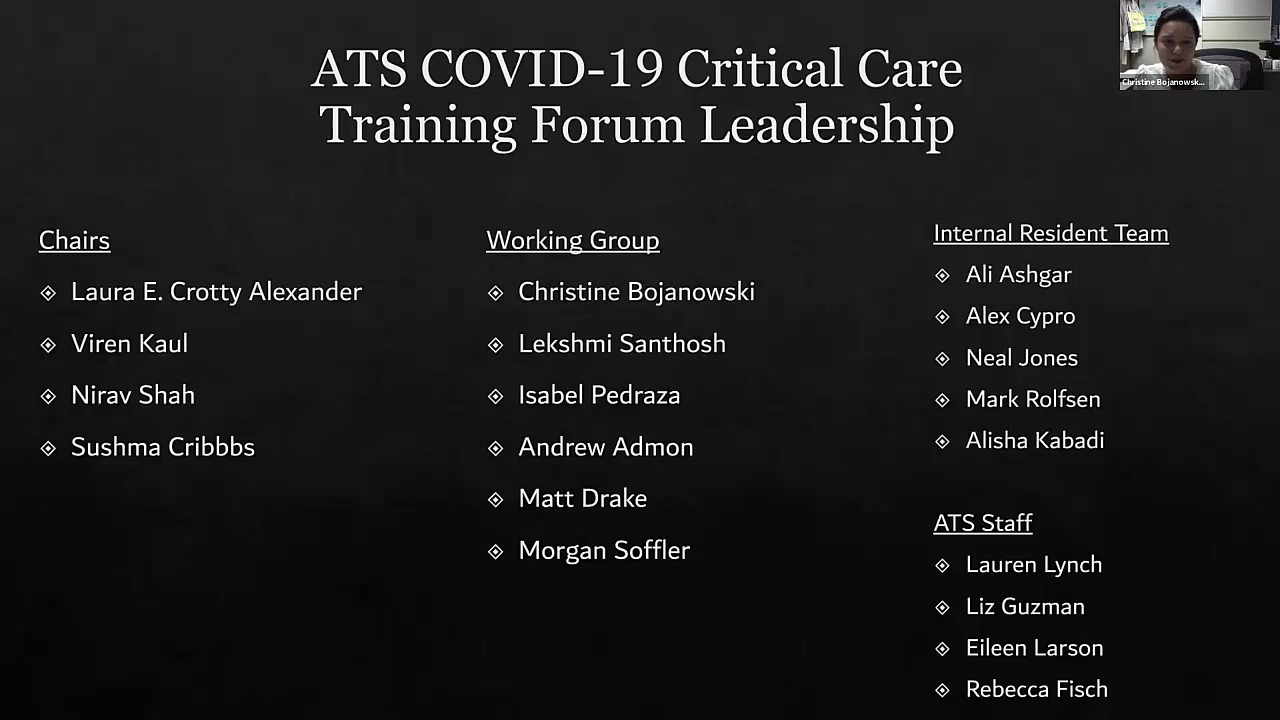 ATS COVID-19 Critical Care
Training Forum Leadership
Christine Bojanowsk...
Chairs
Laura E. Crotty Alexander
Viren Kaul
Nirav Shah
Sushma Cribbbs
Working Group
Christine Bojanowski
Lekshmi Santhosh
Isabel Pedraza
Andrew Admon
Matt Drake
Morgan Soffler
Internal Resident Team
Ali Ashgar
Alex Cypro
Neal Jones
Mark Rolfsen
Alisha Kabadi
ATS Staff
Lauren Lynch
Liz Guzman
Eileen Larson
Rebecca Fisch